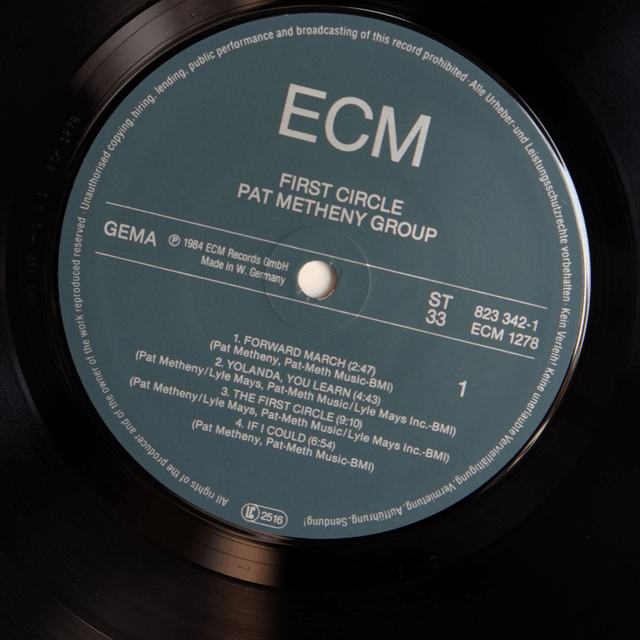 ECM
FIRST CIRCLE
PAT METHENY GROUP
GEMA
℗ 1984 ECM Records GmbH
Made in W. Germany
ST
33
823 342-1
ECM 1278
1
1. FORWARD MARCH (2:47)
(Pat Metheny, Pat-Meth Music-BMI)
2. YOLANDA, YOU LEARN (4:43)
(Pat Metheny/Lyle Mays, Pat-Meth Music/Lyle Mays Inc.-BMI)
3. THE FIRST CIRCLE (9:10)
(Pat Metheny/Lyle Mays, Pat-Meth Music/Lyle Mays Inc.-BMI)
4. IF I COULD (6:54)
(Pat Metheny, Pat-Meth Music-BMI)
LC 2516
All rights of the producer and of the owner of the work reproduced reserved · Unauthorised copying, hiring, lending, public performance and broadcasting of this record prohibited · Alle Urheber- und Leistungsschutzrechte vorbehalten · Kein Verleih! Keine unerlaubte Vervielfältigung, Vermietung, Aufführung, Sendung!
ECM 1278